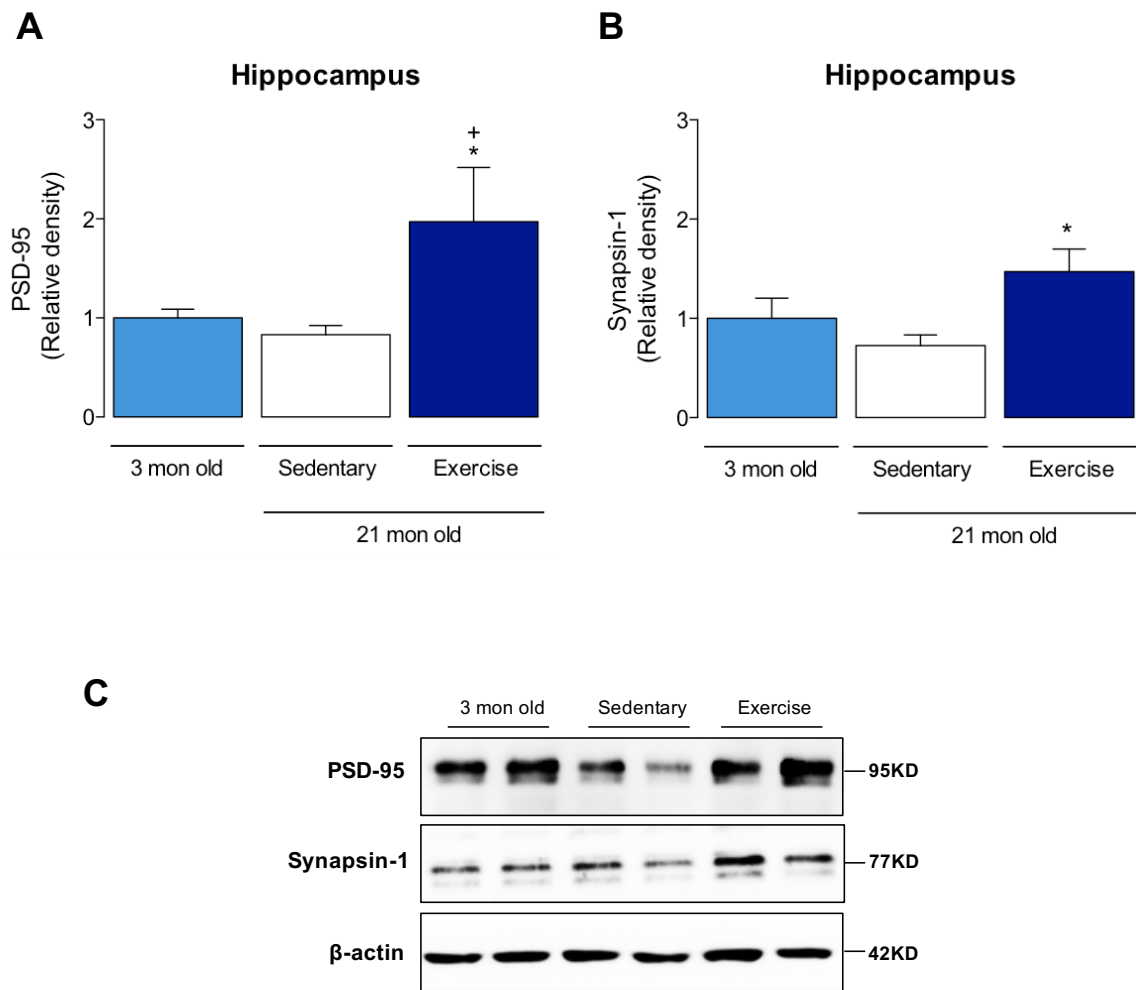 A
Hippocampus
PSD-95
(Relative density)
3
2
1
0
+
*
3 mon old
Sedentary
Exercise
21 mon old
B
Hippocampus
Synapsin-1
(Relative density)
3
2
1
0
*
3 mon old
Sedentary
Exercise
21 mon old
C
3 mon old Sedentary Exercise
PSD-95 95KD
Synapsin-1 77KD
β-actin 42KD